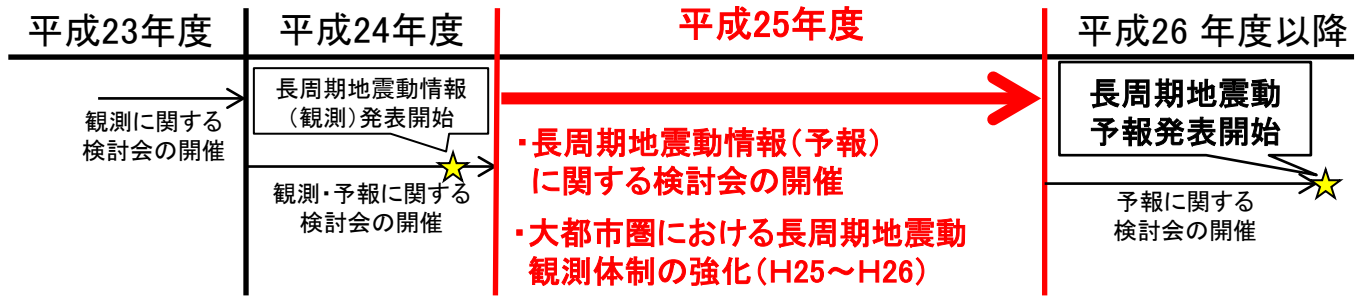 平成23年度
平成24年度
平成25年度
平成26 年度以降
観測に関する
検討会の開催
長周期地震動情報
(観測)発表開始
観測・予報に関する
検討会の開催
・長周期地震動情報(予報)
に関する検討会の開催
・大都市圏における長周期地震動
観測体制の強化(H25~H26)
長周期地震動
予報発表開始
予報に関する
検討会の開催